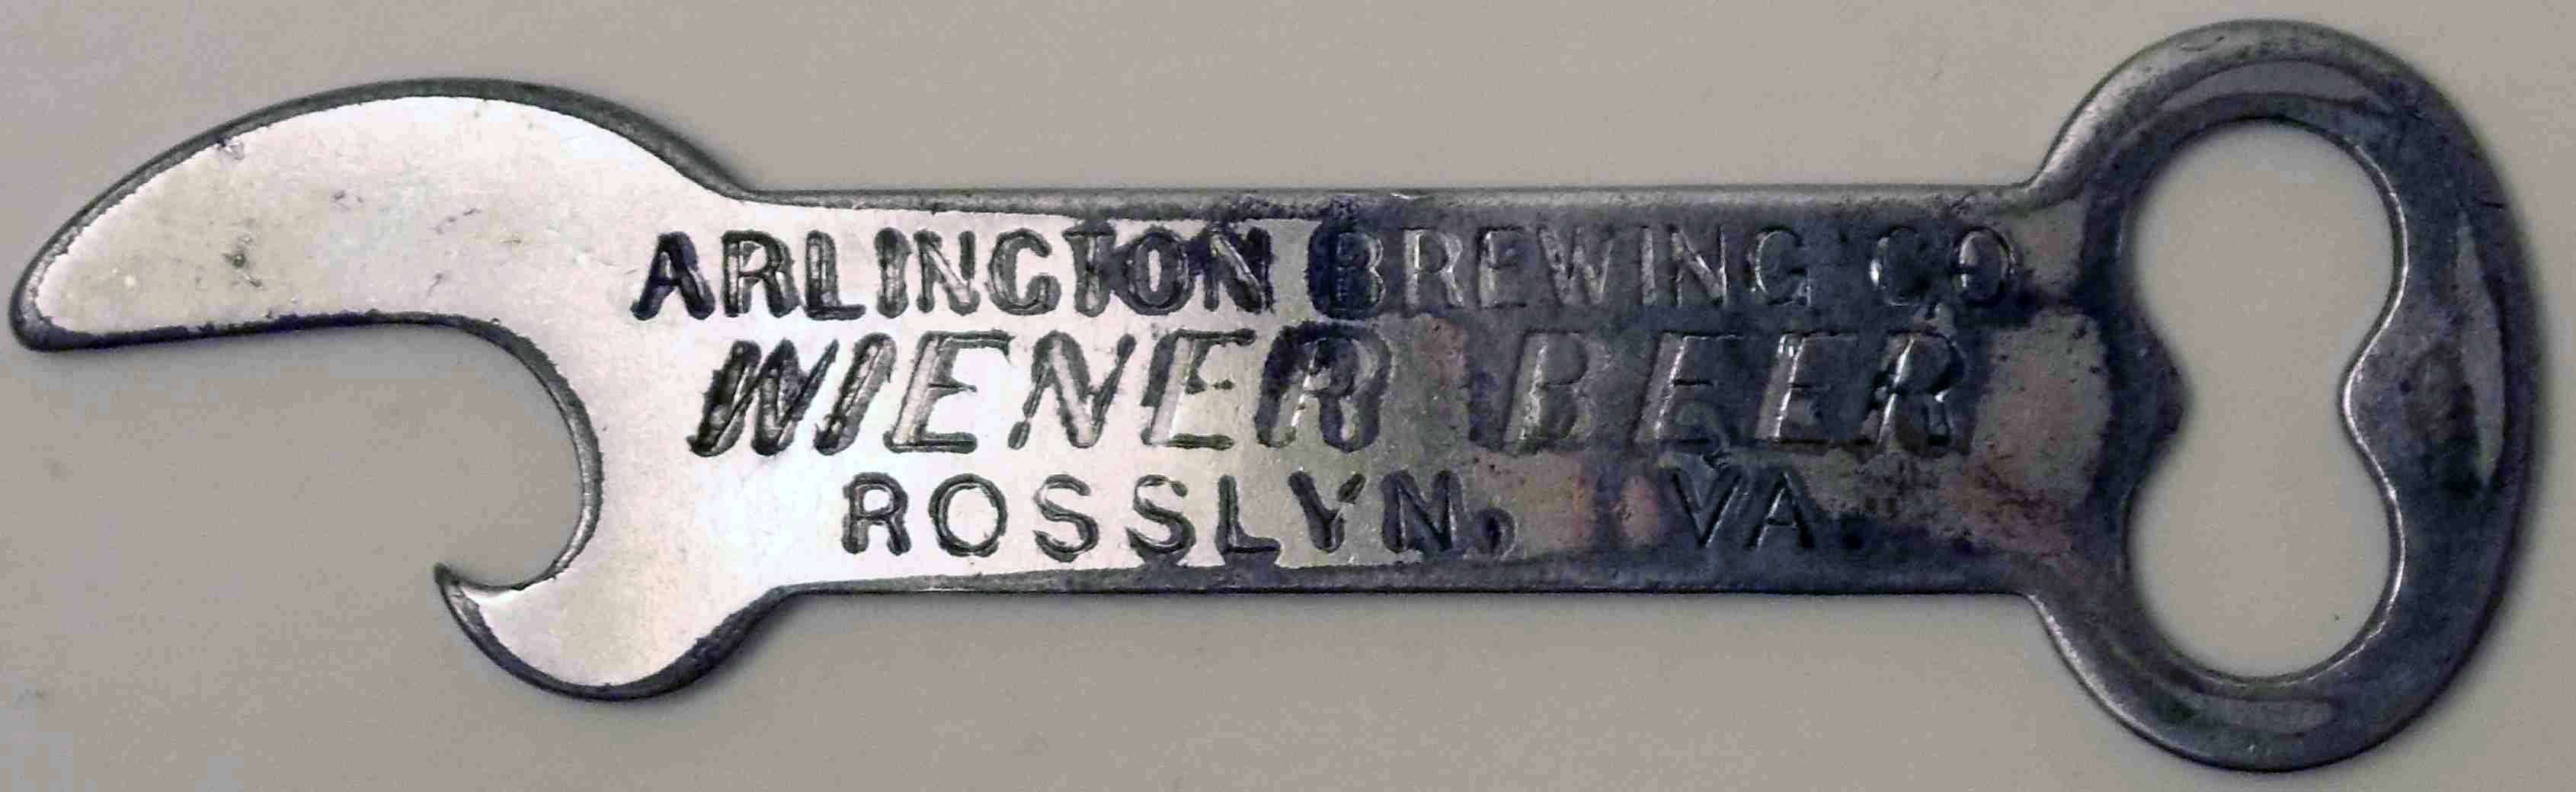 ARLINGTON BREWING CO
WIENER BEER
ROSSLYN, VA.